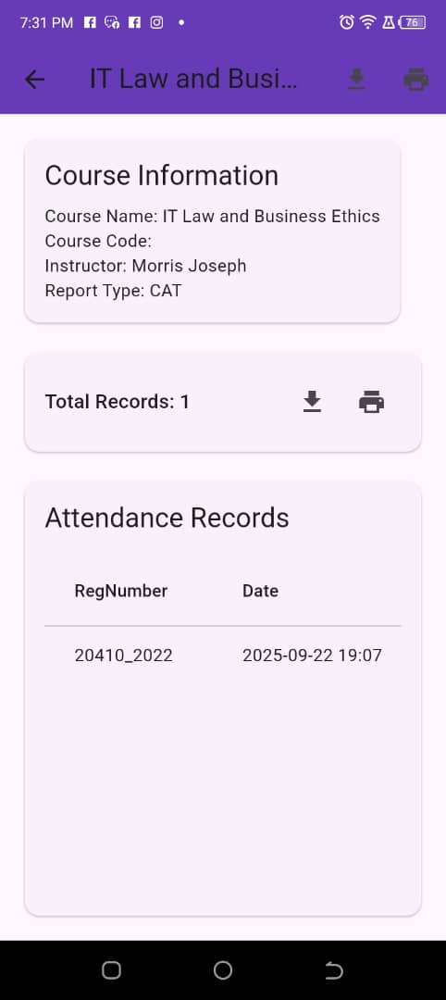 7:31 PM
76
IT Law and Busi...
Course Information
Course Name: IT Law and Business Ethics
Course Code:
Instructor: Morris Joseph
Report Type: CAT
Total Records: 1
Attendance Records
RegNumber Date
20410_2022 2025-09-22 19:07